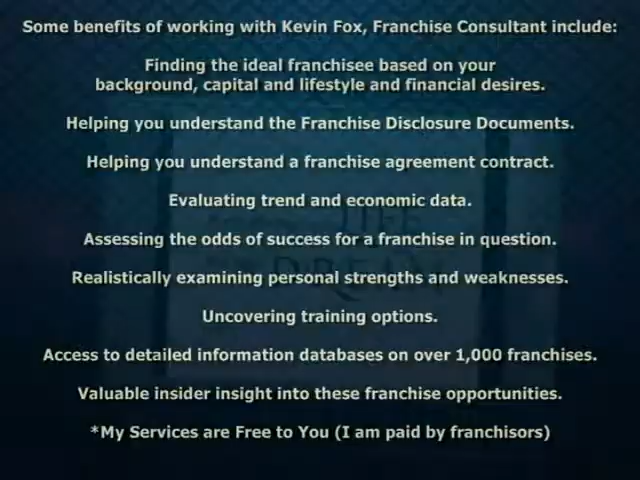 Some benefits of working with Kevin Fox, Franchise Consultant include:
Finding the ideal franchisee based on your
background, capital and lifestyle and financial desires.
Helping you understand the Franchise Disclosure Documents.
Helping you understand a franchise agreement contract.
Evaluating trend and economic data.
Assessing the odds of success for a franchise in question.
Realistically examining personal strengths and weaknesses.
Uncovering training options.
Access to detailed information databases on over 1,000 franchises.
Valuable insider insight into these franchise opportunities.
*My Services are Free to You (I am paid by franchisors)